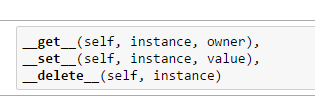 __get__(self, instance, owner),
__set__(self, instance, value),
__delete__(self, instance)